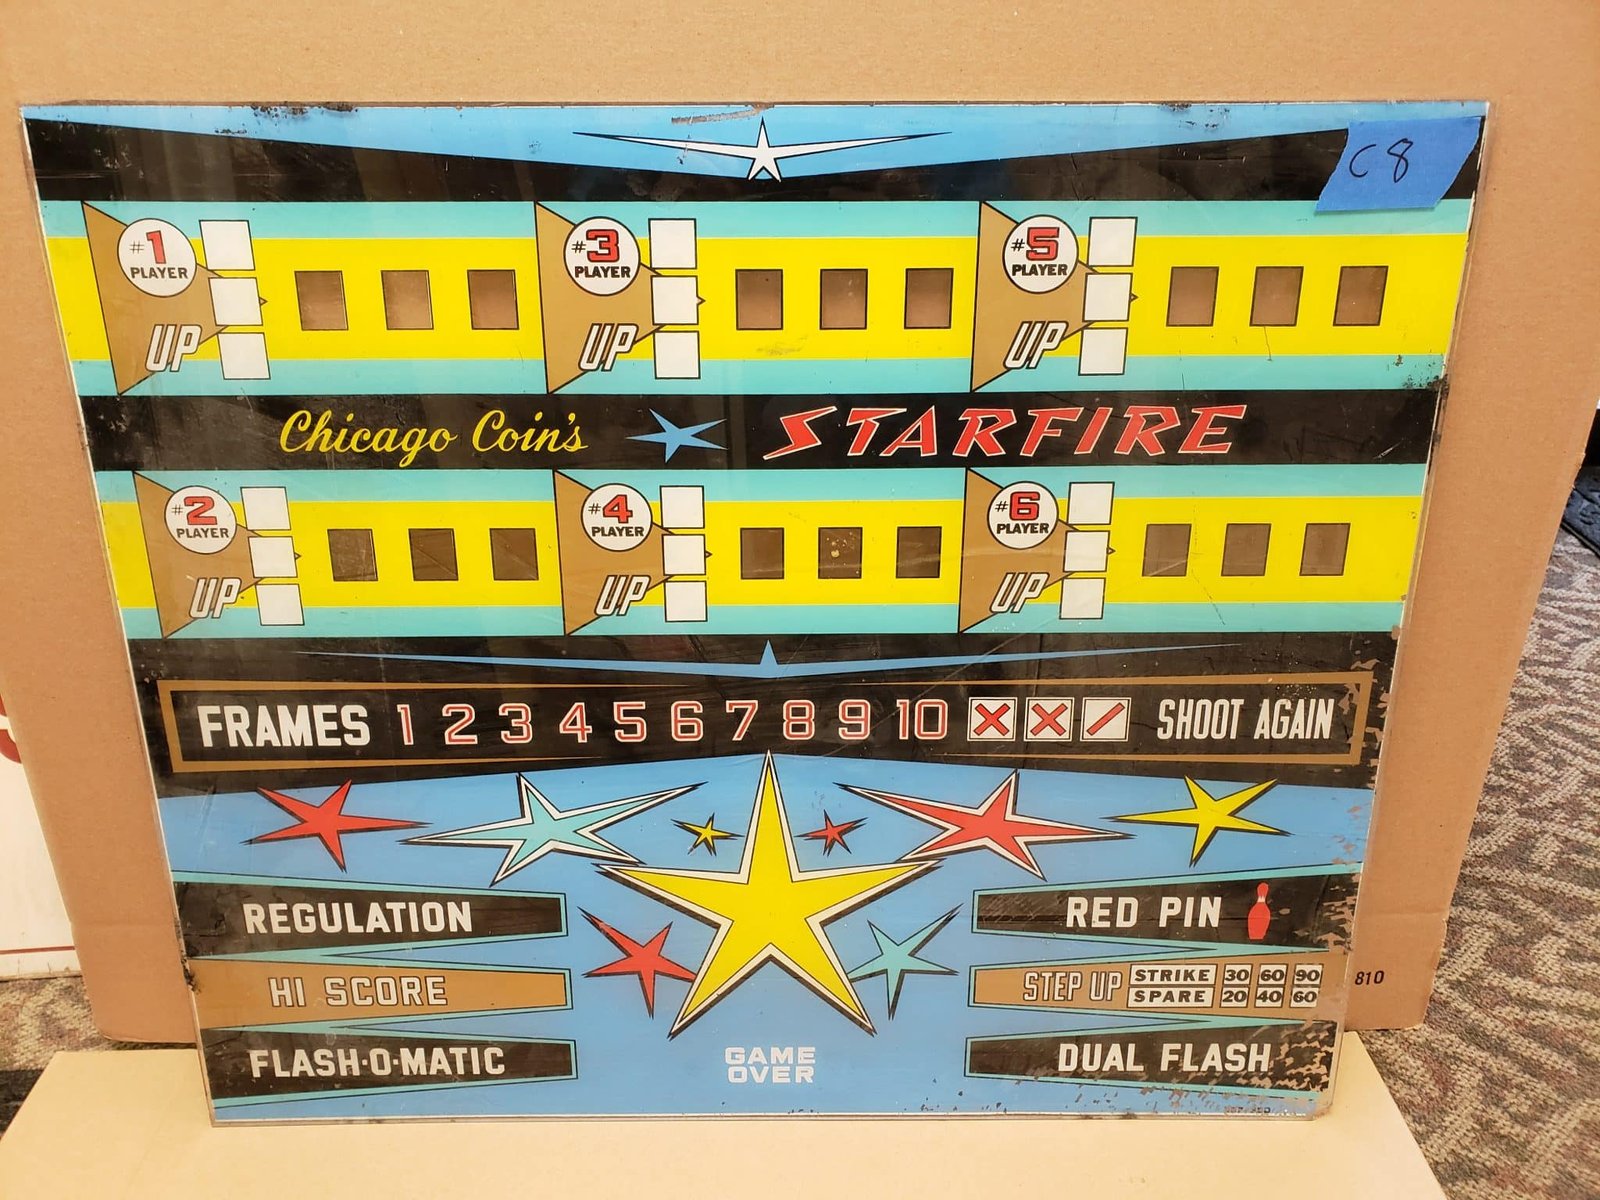 C8
#1 PLAYER
UP
#3 PLAYER
UP
#5 PLAYER
UP
Chicago Coin's STARFIRE
#2 PLAYER
UP
#4 PLAYER
UP
#6 PLAYER
UP
FRAMES 1 2 3 4 5 6 7 8 9 10 X X / SHOOT AGAIN
REGULATION
RED PIN
HI SCORE
STEP UP STRIKE 30 60 90
SPARE 20 40 60
810
FLASH-O-MATIC
GAME
OVER
DUAL FLASH